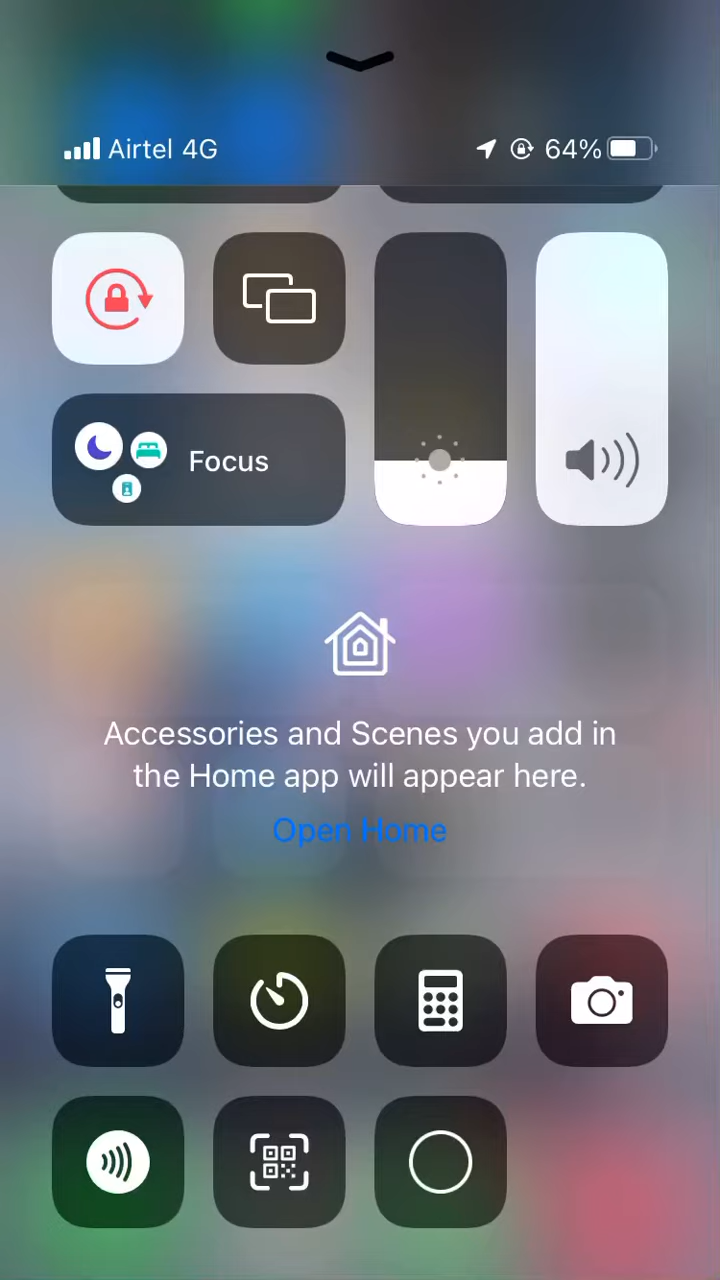 Airtel 4G 64%
Focus
Accessories and Scenes you add in
the Home app will appear here.
Open Home